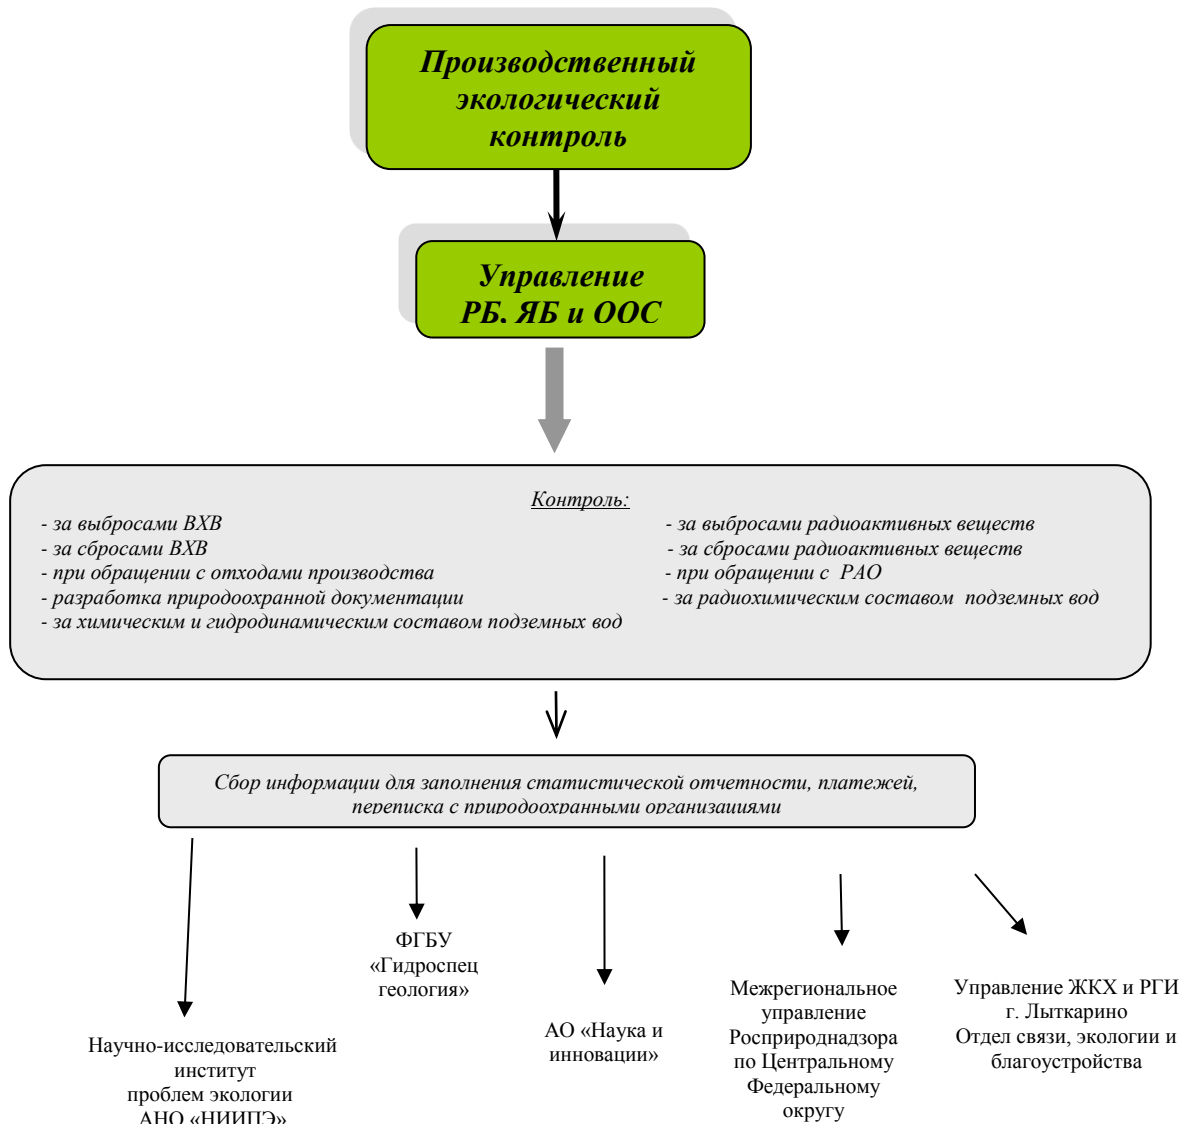 Производственный
экологический
контроль
Управление
РБ. ЯБ и ООС
Контроль:
- за выбросами ВХВ
- за сбросами ВХВ
- при обращении с отходами производства
- разработка природоохранной документации
- за химическим и гидродинамическим составом подземных вод
- за выбросами радиоактивных веществ
- за сбросами радиоактивных веществ
- при обращении с РАО
- за радиохимическим составом подземных вод
Сбор информации для заполнения статистической отчетности, платежей,
переписка с природоохранными организациями
Научно-исследовательский
институт
проблем экологии
АНО «НИИПЭ»
ФГБУ
«Гидроспец
геология»
АО «Наука и
инновации»
Межрегиональное
управление
Росприроднадзора
по Центральному
Федеральному
округу
Управление ЖКХ и РГИ
г. Лыткарино
Отдел связи, экологии и
благоустройства